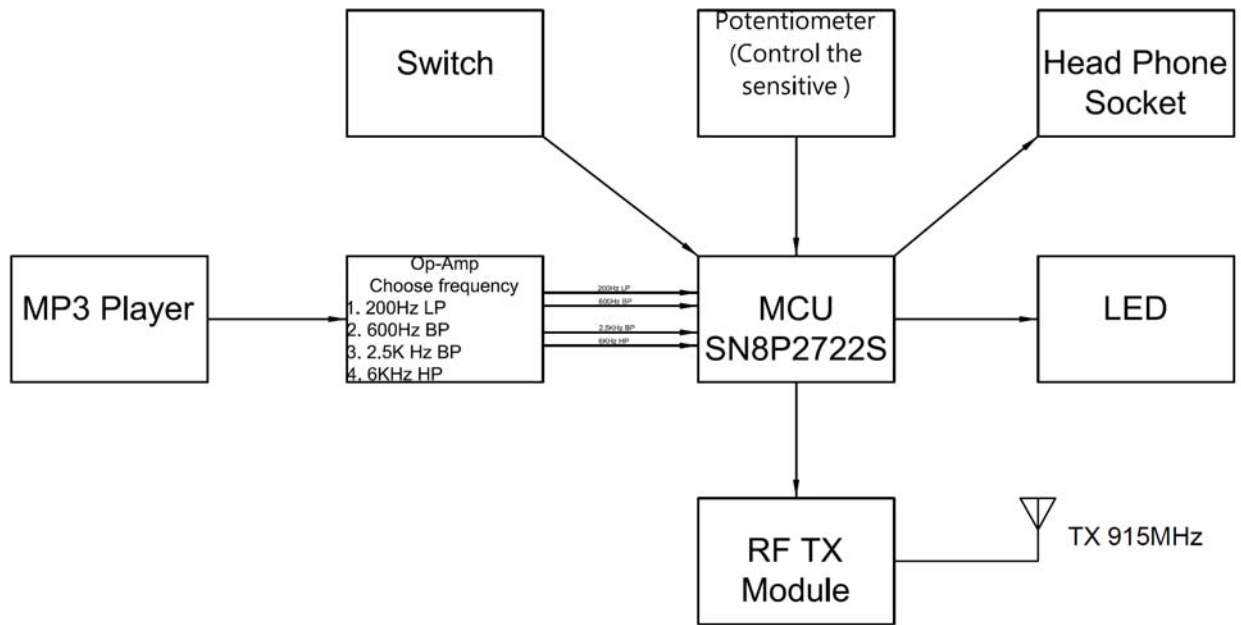 Switch
Potentiometer
(Control the
sensitive )
Head Phone
Socket
MP3 Player
Op-Amp
Choose frequency
1. 200Hz LP
2. 600Hz BP
3. 2.5K Hz BP
4. 6KHz HP
200Hz LP
600Hz BP
2.5KHz BP
6KHz HP
MCU
SN8P2722S
LED
RF TX
Module
TX 915MHz